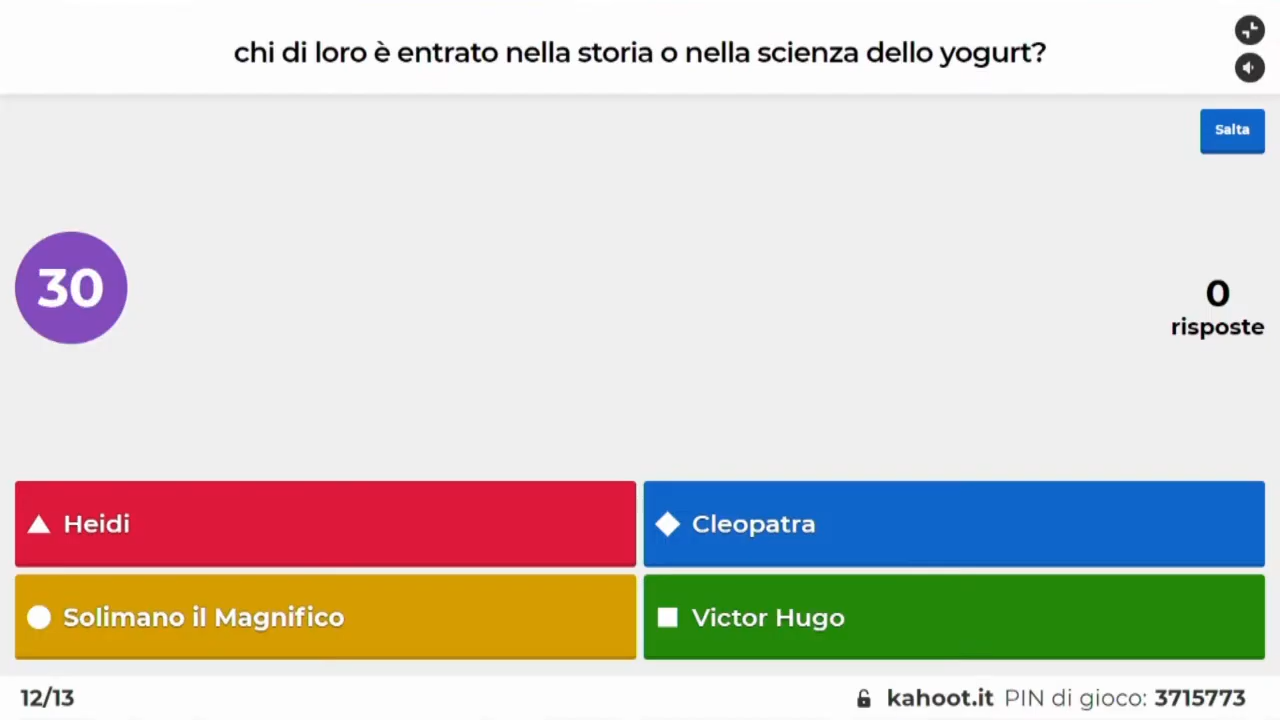 chi di loro è entrato nella storia o nella scienza dello yogurt?
Salta
30
0
risposte
Heidi
Cleopatra
Solimano il Magnifico
Victor Hugo
12/13
kahoot.it PIN di gioco: 3715773